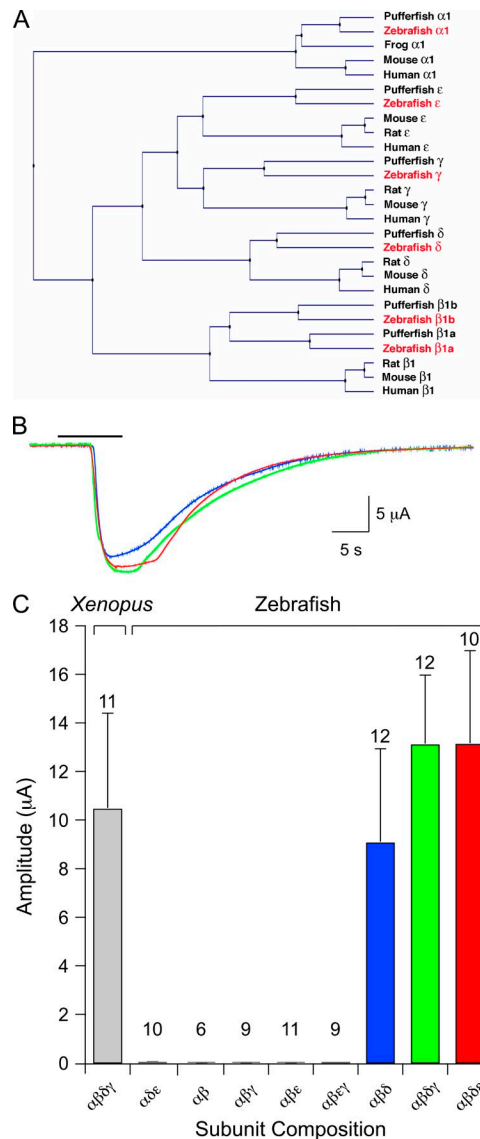 A
Pufferfish α1
Zebrafish α1
Frog α1
Mouse α1
Human α1
Pufferfish ε
Zebrafish ε
Mouse ε
Rat ε
Human ε
Pufferfish γ
Zebrafish γ
Rat γ
Mouse γ
Human γ
Pufferfish δ
Zebrafish δ
Rat δ
Mouse δ
Human δ
Pufferfish β1b
Zebrafish β1b
Pufferfish β1a
Zebrafish β1a
Rat β1
Mouse β1
Human β1
B
5 μA
5 s
C
Xenopus Zebrafish
18
16
14
12
10
8
6
4
2
0
Amplitude (μA)
11
10
6
9
11
9
12
12
10
αβδγ
αδε
αβ
αβγ
αβε
αβεγ
αβδ
αβδγ
αβδε
Subunit Composition